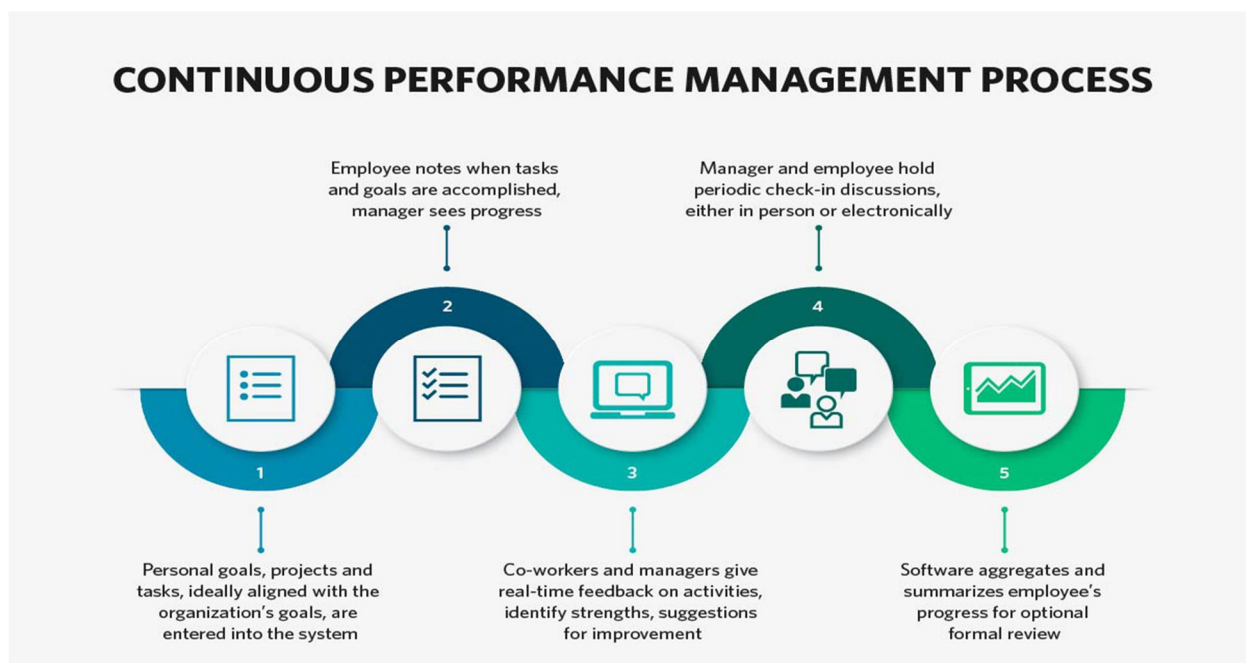 CONTINUOUS PERFORMANCE MANAGEMENT PROCESS
Employee notes when tasks
and goals are accomplished,
manager sees progress
Manager and employee hold
periodic check-in discussions,
either in person or electronically
2
4
1
3
5
Personal goals, projects and
tasks, ideally aligned with the
organization's goals, are
entered into the system
Co-workers and managers give
real-time feedback on activities,
identify strengths, suggestions
for improvement
Software aggregates and
summarizes employee's
progress for optional
formal review